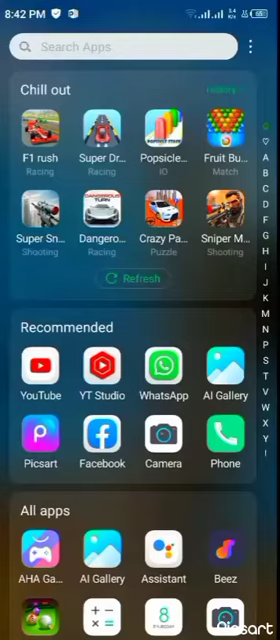 8:42 PM
Search Apps
Chill out
History
F1 rush
Super Dr...
Popsicle...
Fruit Bu...
Racing
Racing
IO
Match
Super Sn...
Dangero...
Crazy Pa...
Sniper M...
Shooting
Racing
Puzzle
Shooting
Refresh
Recommended
YouTube
YT Studio
WhatsApp
AI Gallery
Picsart
Facebook
Camera
Phone
All apps
AHA Ga...
AI Gallery
Assistant
Beez
A
B
C
D
F
G
H
I
J
K
M
N
P
S
T
V
W
X
Y
!
Picsart